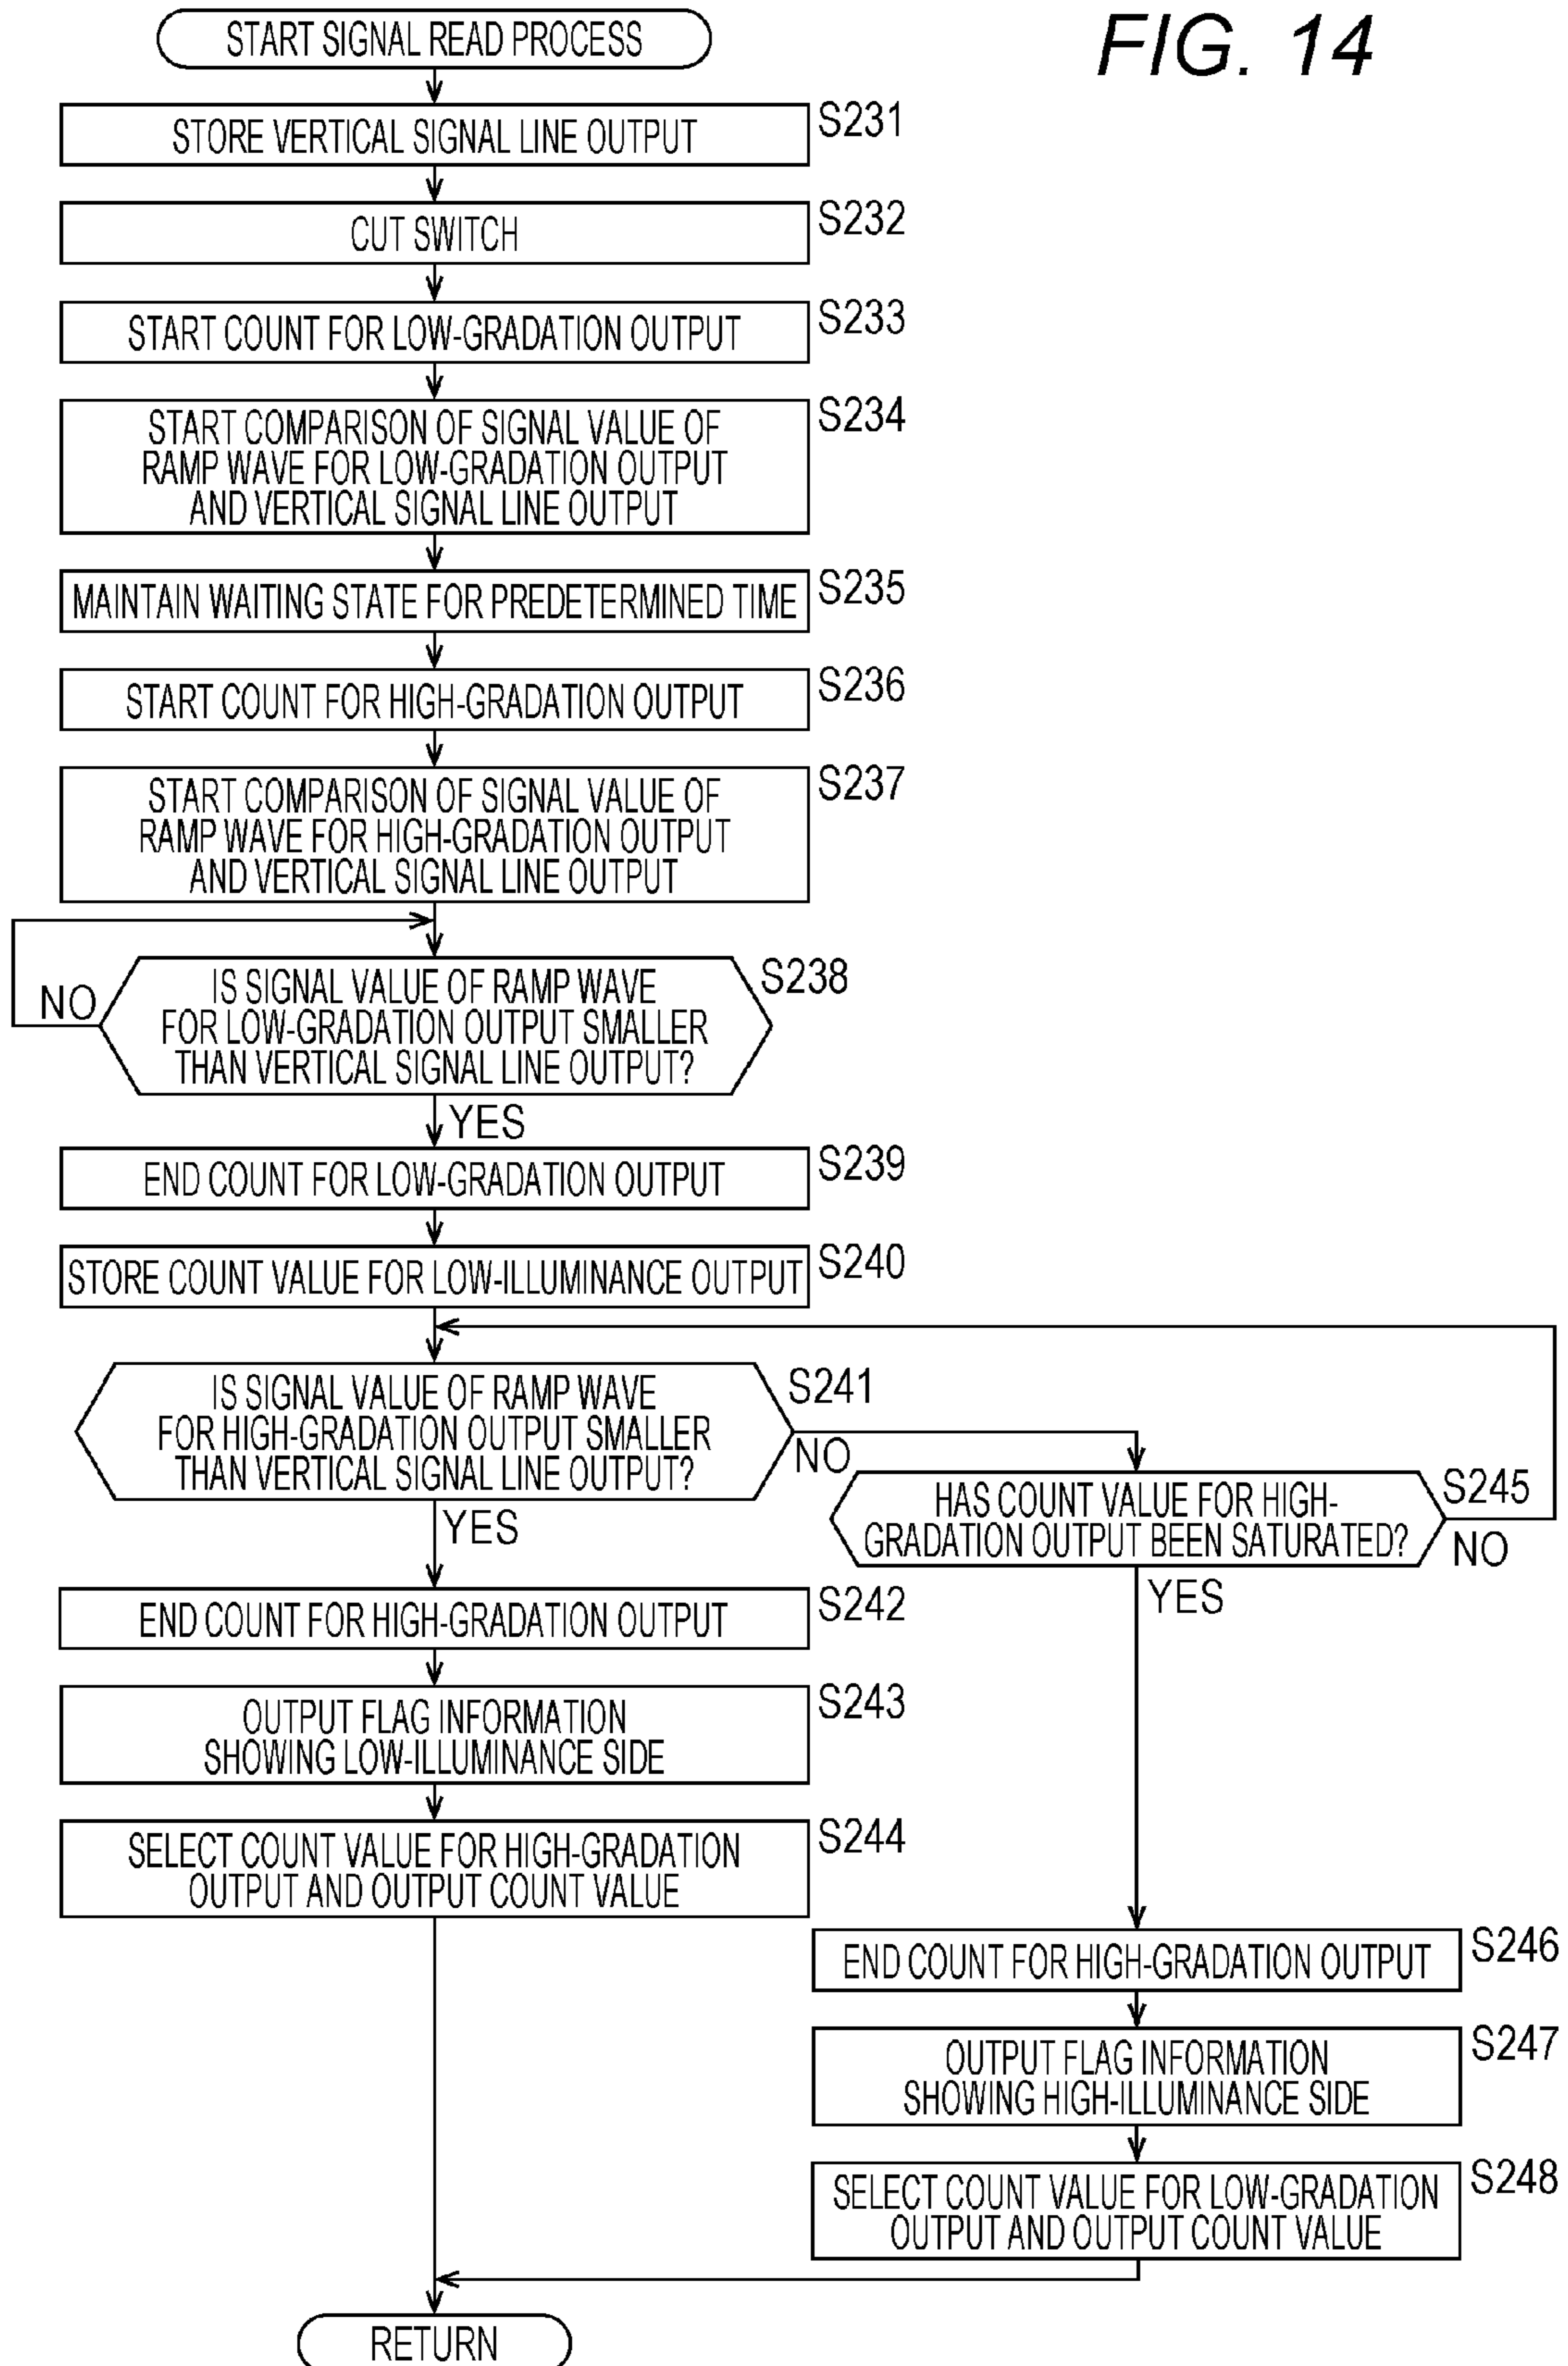 FIG. 14
START SIGNAL READ PROCESS
STORE VERTICAL SIGNAL LINE OUTPUT
S231
CUT SWITCH
S232
START COUNT FOR LOW-GRADATION OUTPUT
S233
START COMPARISON OF SIGNAL VALUE OF
RAMP WAVE FOR LOW-GRADATION OUTPUT
AND VERTICAL SIGNAL LINE OUTPUT
S234
MAINTAIN WAITING STATE FOR PREDETERMINED TIME
S235
START COUNT FOR HIGH-GRADATION OUTPUT
S236
START COMPARISON OF SIGNAL VALUE OF
RAMP WAVE FOR HIGH-GRADATION OUTPUT
AND VERTICAL SIGNAL LINE OUTPUT
S237
IS SIGNAL VALUE OF RAMP WAVE
FOR LOW-GRADATION OUTPUT SMALLER
THAN VERTICAL SIGNAL LINE OUTPUT?
S238
NO
YES
END COUNT FOR LOW-GRADATION OUTPUT
S239
STORE COUNT VALUE FOR LOW-ILLUMINANCE OUTPUT
S240
IS SIGNAL VALUE OF RAMP WAVE
FOR HIGH-GRADATION OUTPUT SMALLER
THAN VERTICAL SIGNAL LINE OUTPUT?
S241
NO
YES
HAS COUNT VALUE FOR HIGH-
GRADATION OUTPUT BEEN SATURATED?
S245
NO
YES
END COUNT FOR HIGH-GRADATION OUTPUT
S242
OUTPUT FLAG INFORMATION
SHOWING LOW-ILLUMINANCE SIDE
S243
SELECT COUNT VALUE FOR HIGH-GRADATION
OUTPUT AND OUTPUT COUNT VALUE
S244
END COUNT FOR HIGH-GRADATION OUTPUT
S246
OUTPUT FLAG INFORMATION
SHOWING HIGH-ILLUMINANCE SIDE
S247
SELECT COUNT VALUE FOR LOW-GRADATION
OUTPUT AND OUTPUT COUNT VALUE
S248
RETURN